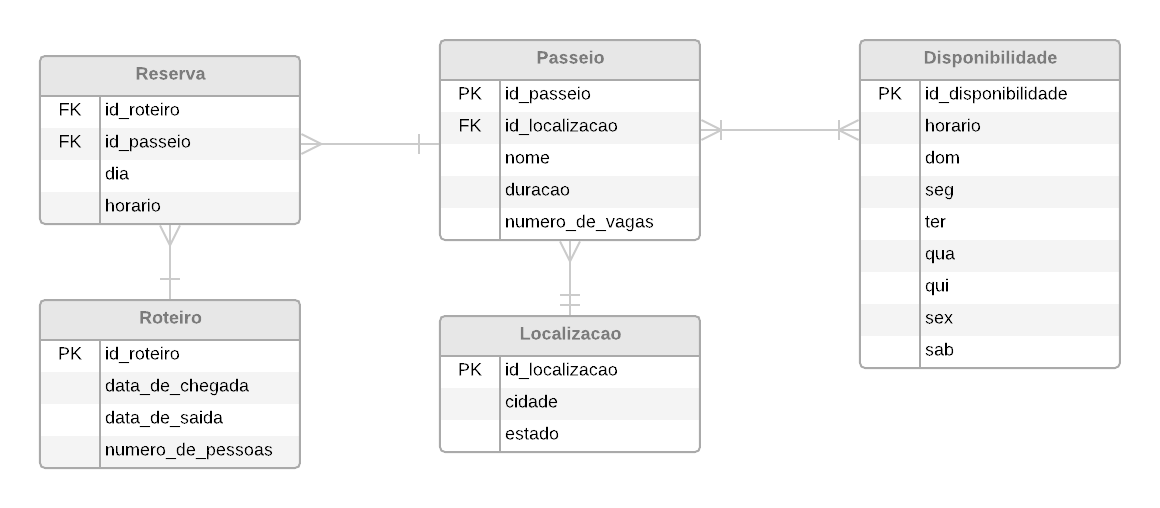 Reserva
FK id_roteiro
FK id_passeio
dia
horario
Passeio
PK id_passeio
FK id_localizacao
nome
duracao
numero_de_vagas
Disponibilidade
PK id_disponibilidade
horario
dom
seg
ter
qua
qui
sex
sab
Roteiro
PK id_roteiro
data_de_chegada
data_de_saida
numero_de_pessoas
Localizacao
PK id_localizacao
cidade
estado